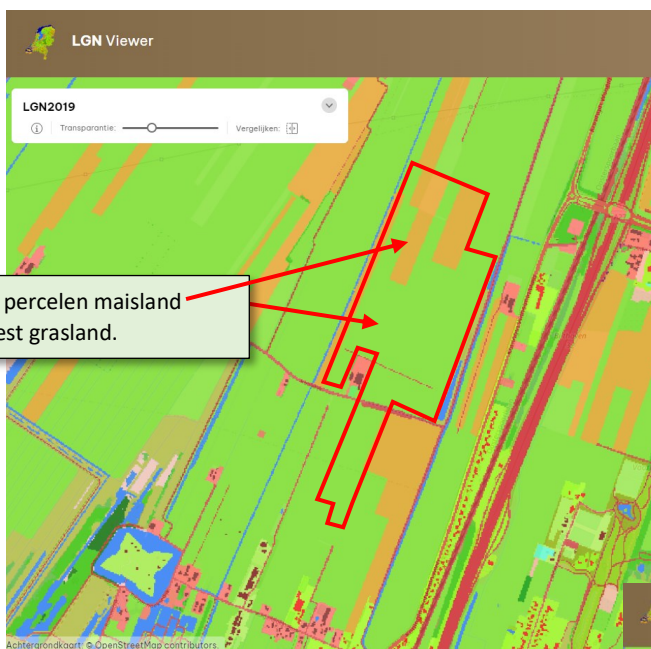 LGN Viewer
LGN2019
Transparantie:
Vergelijken:
percelen maisland
est grasland.
Achtergrondkaart: © OpenStreetMap contributors.